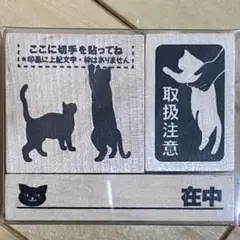 ここに切手を貼ってね
＊印面に上記文字・枠はありません
取扱注意
在中